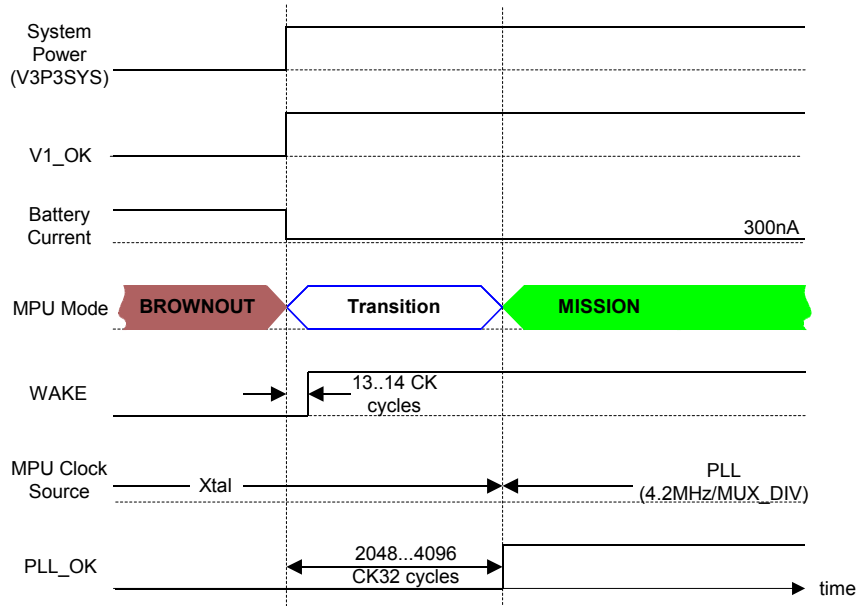 System
Power
(V3P3SYS)
V1_OK
Battery
Current
300nA
MPU Mode
BROWNOUT
Transition
MISSION
WAKE
13..14 CK
cycles
MPU Clock
Source
Xtal
PLL
(4.2MHz/MUX_DIV)
PLL_OK
2048...4096
CK32 cycles
time